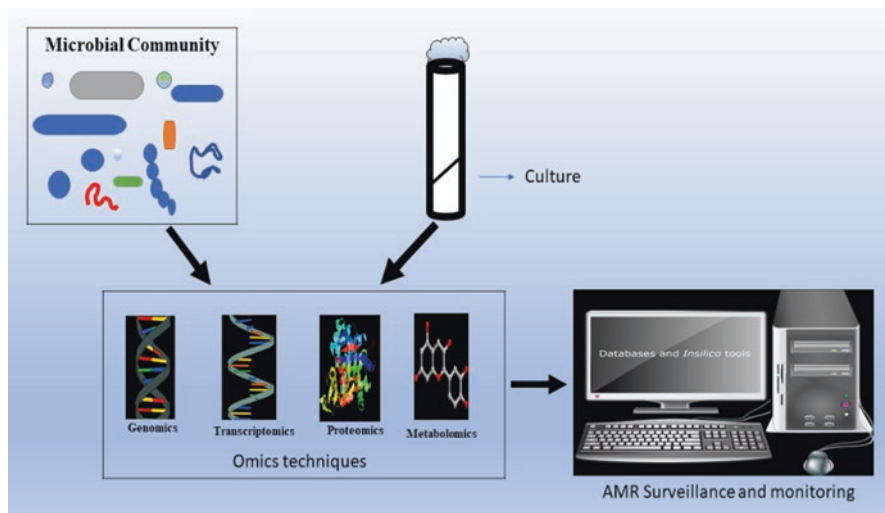 Microbial Community
Culture
Genomics
Transcriptomics
Proteomics
Metabolomics
Omics techniques
Databases and Insilico tools
AMR Surveillance and monitoring